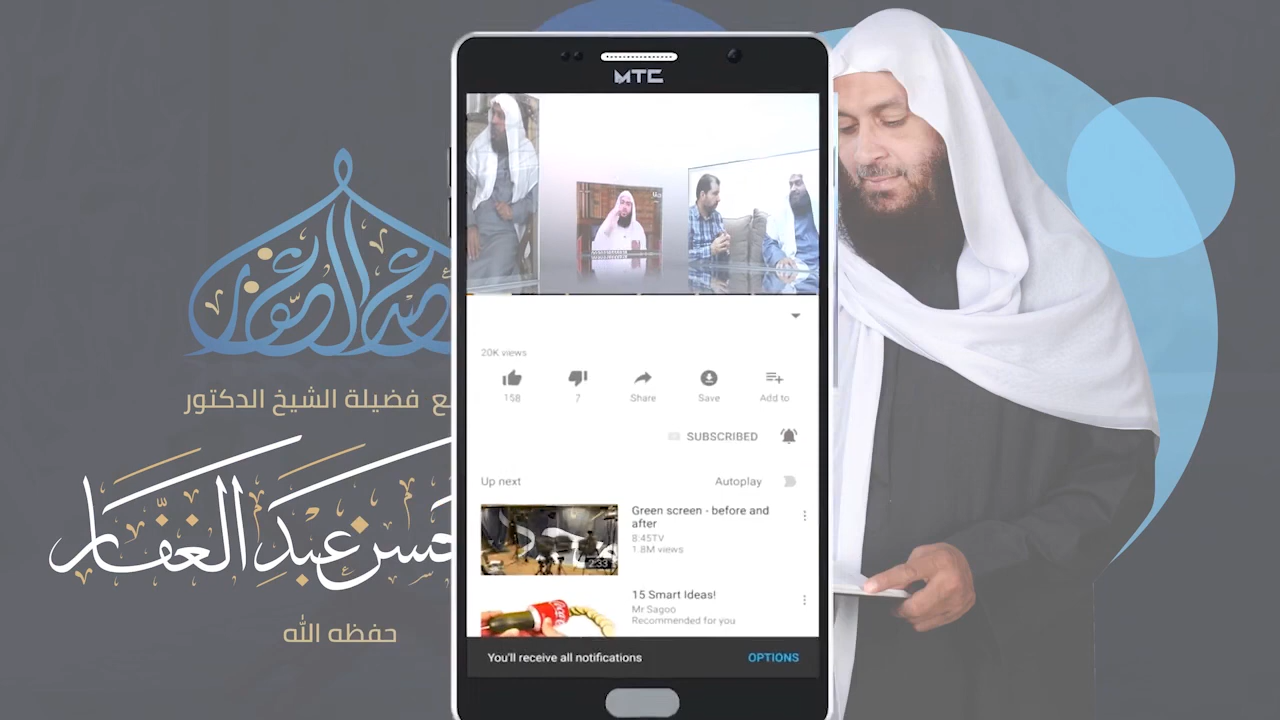 ـع فضيلة الشيخ الدكتور
حسن عبد الغفار
حفظه الله
MTC
20K views
158
7
Share
Save
Add to
SUBSCRIBED
Up next
Autoplay
Green screen - before and
after
8:45TV
1.8M views
2:33
15 Smart Ideas!
Mr Sagoo
Recommended for you
You'll receive all notifications
OPTIONS